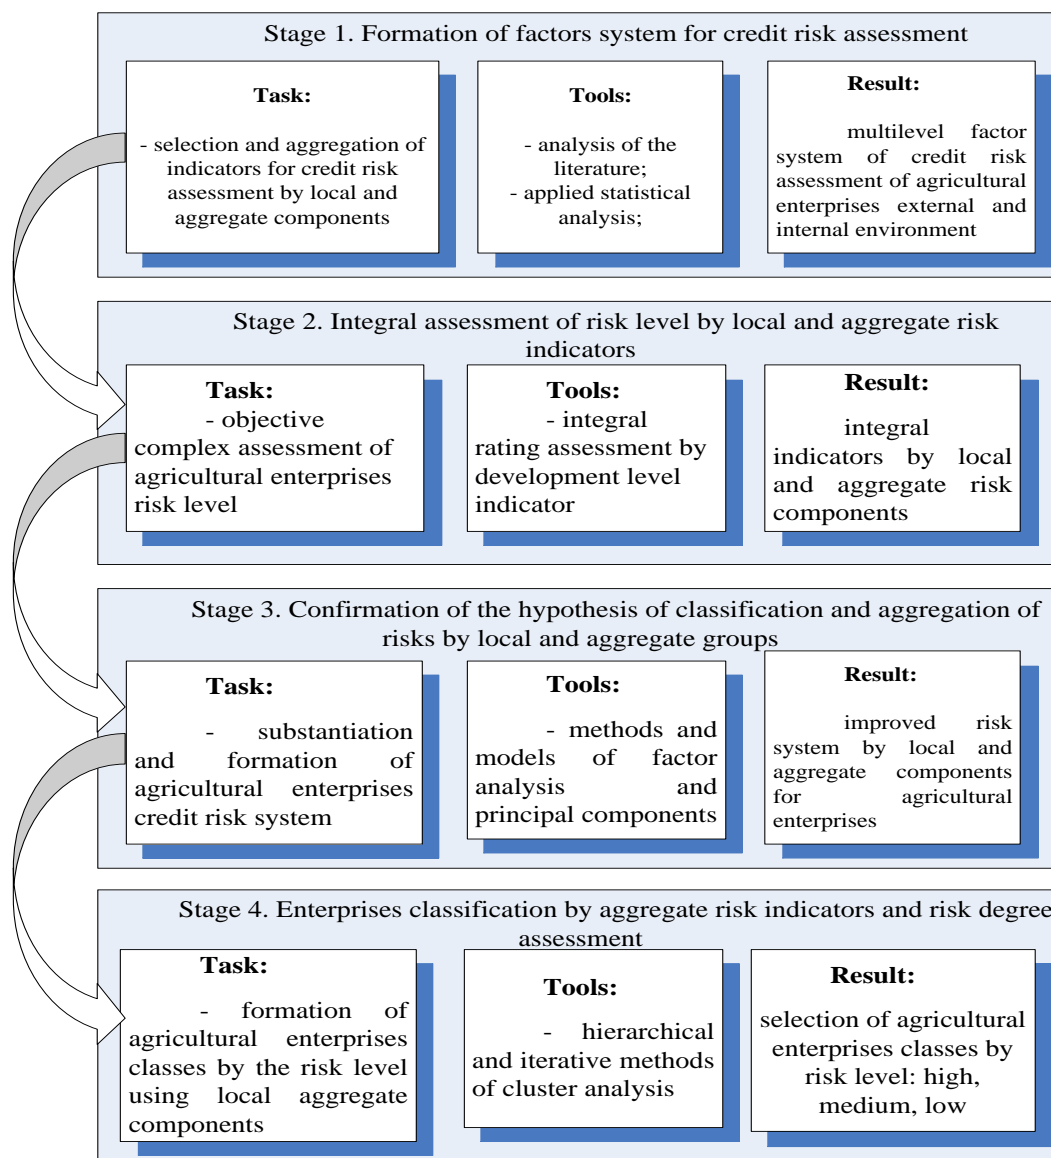 Stage 1. Formation of factors system for credit risk assessment
Task:
- selection and aggregation of
indicators for credit risk
assessment by local and
aggregate components
Tools:
- analysis of the
literature;
- applied statistical
analysis;
Result:
multilevel factor
system of credit risk
assessment of agricultural
enterprises external and
internal environment
Stage 2. Integral assessment of risk level by local and aggregate risk
indicators
Task:
- objective
complex assessment of
agricultural enterprises
risk level
Tools:
- integral
rating assessment by
development level
indicator
Result:
integral
indicators by local
and aggregate risk
components
Stage 3. Confirmation of the hypothesis of classification and aggregation of
risks by local and aggregate groups
Task:
- substantiation
and formation of
agricultural enterprises
credit risk system
Tools:
- methods and
models of factor
analysis and
principal components
Result:
improved risk
system by local and
aggregate components
for agricultural
enterprises
Stage 4. Enterprises classification by aggregate risk indicators and risk degree
assessment
Task:
- formation of
agricultural enterprises
classes by the risk level
using local aggregate
components
Tools:
- hierarchical
and iterative methods
of cluster analysis
Result:
selection of agricultural
enterprises classes by
risk level: high,
medium, low